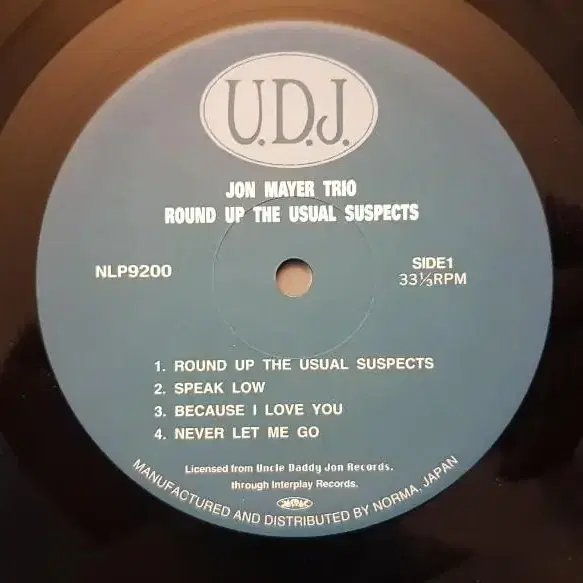 U.D.J.
JON MAYER TRIO
ROUND UP THE USUAL SUSPECTS
NLP9200
SIDE1
33⅓RPM
1. ROUND UP THE USUAL SUSPECTS
2. SPEAK LOW
3. BECAUSE I LOVE YOU
4. NEVER LET ME GO
Licensed from Uncle Daddy Jon Records.
through Interplay Records.
MANUFACTURED AND DISTRIBUTED BY NORMA, JAPAN